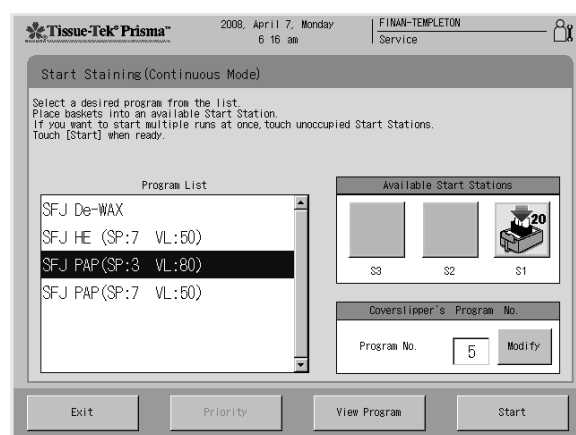 Tissue-Tek® Prisma™
2008, April 7, Monday
6 16 am
FINAN-TEMPLETON
Service
Start Staining(Continuous Mode)
Select a desired program from the list.
Place baskets into an available Start Station.
If you want to start multiple runs at once,touch unoccupied Start Stations.
Touch [Start] when ready.
Program List
SFJ De-WAX
SFJ HE (SP:7 VL:50)
SFJ PAP(SP:3 VL:80)
SFJ PAP(SP:7 VL:50)
Available Start Stations
20
S3 S2 S1
Coverslipper's Program No.
Program No. 5 Modify
Exit Priority View Program Start